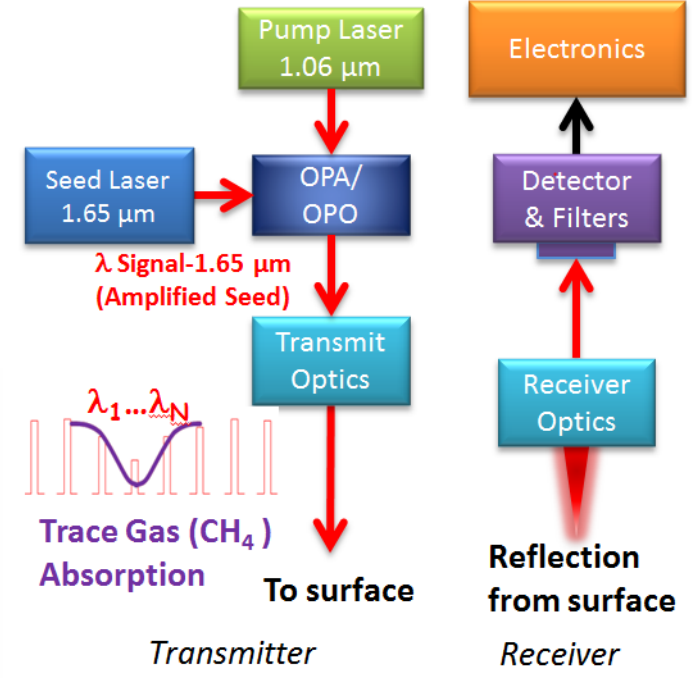 Pump Laser
1.06 µm
Electronics
Seed Laser
1.65 µm
OPA/
OPO
Detector
& Filters
λ Signal-1.65 µm
(Amplified Seed)
Transmit
Optics
Receiver
Optics
λ₁...λ_N
Trace Gas (CH₄ )
Absorption
To surface
Reflection
from surface
Transmitter
Receiver